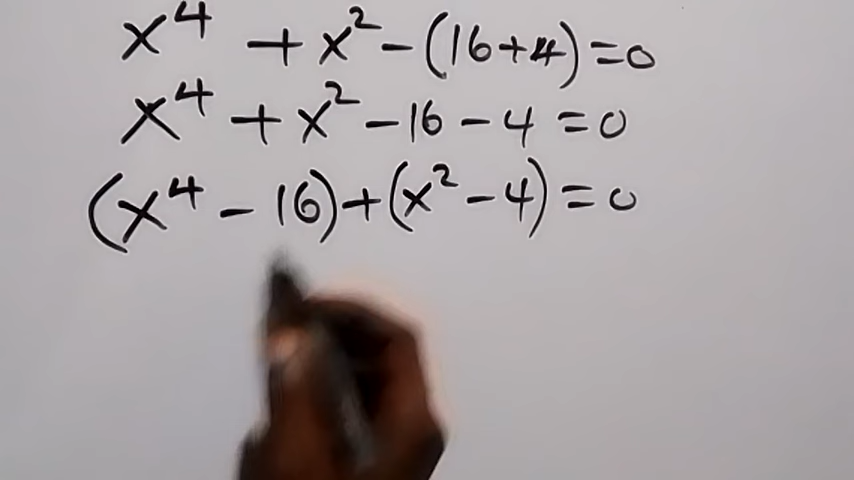 x⁴ + x² - (16+4) = 0
x⁴ + x² - 16 - 4 = 0
(x⁴ - 16) + (x² - 4) = 0